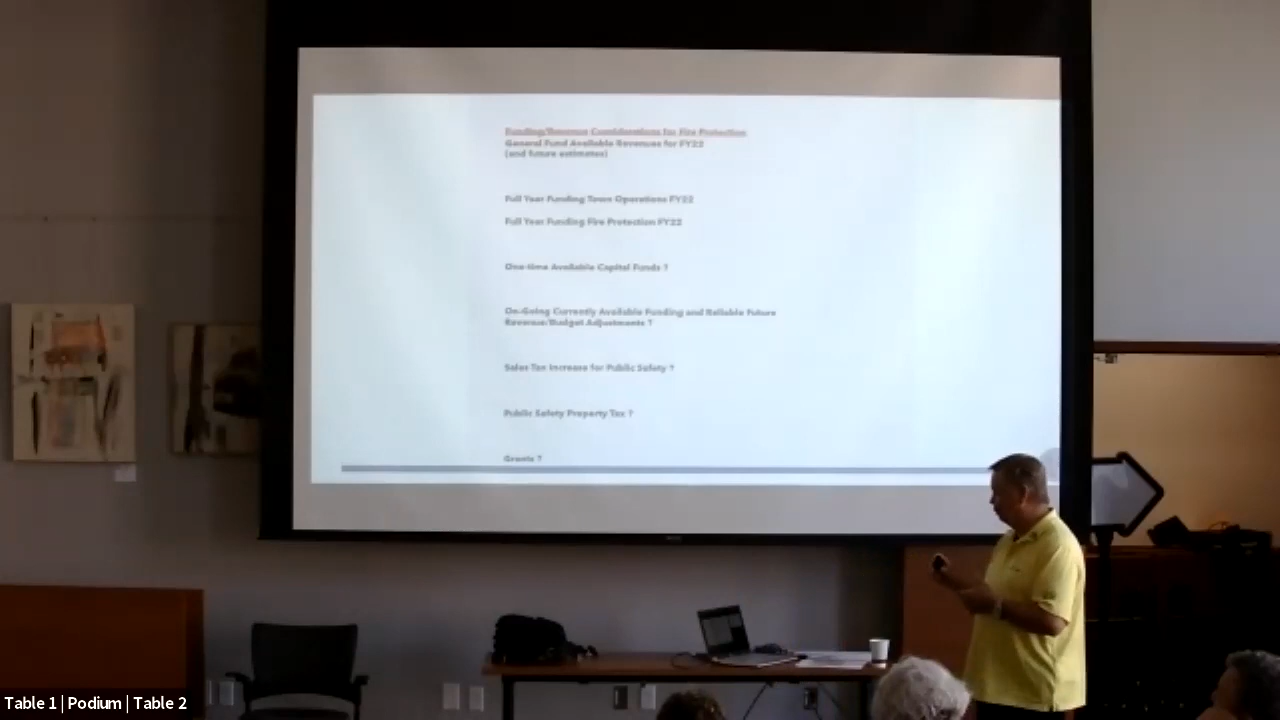 Funding/Revenue Considerations for Fire Protection
General Fund Available Revenues for FY22
(and future estimates)
Full Year Funding Town Operations FY22
Full Year Funding Fire Protection FY22
One-time Available Capital Funds ?
On-Going Currently Available Funding and Reliable Future
Revenue/Budget Adjustments ?
Sales Tax Increase for Public Safety ?
Public Safety Property Tax ?
Grants ?
Table 1 | Podium | Table 2